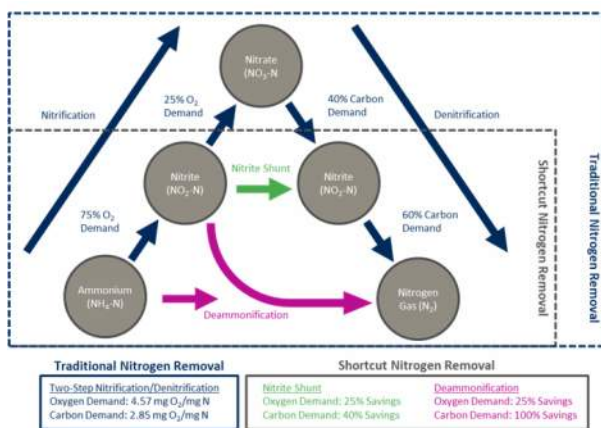 Nitrate
(NO₃-N
25% O₂
Demand
40% Carbon
Demand
Nitrification
Denitrification
Nitrite
(NO₂-N)
Nitrite Shunt
Nitrite
(NO₂-N)
75% O₂
Demand
60% Carbon
Demand
Ammonium
(NH₄-N)
Deammonification
Nitrogen
Gas (N₂)
Shortcut Nitrogen Removal
Traditional Nitrogen Removal
Traditional Nitrogen Removal
Two-Step Nitrification/Denitrification
Oxygen Demand: 4.57 mg O₂/mg N
Carbon Demand: 2.85 mg O₂/mg N
Shortcut Nitrogen Removal
Nitrite Shunt
Oxygen Demand: 25% Savings
Carbon Demand: 40% Savings
Deammonification
Oxygen Demand: 25% Savings
Carbon Demand: 100% Savings